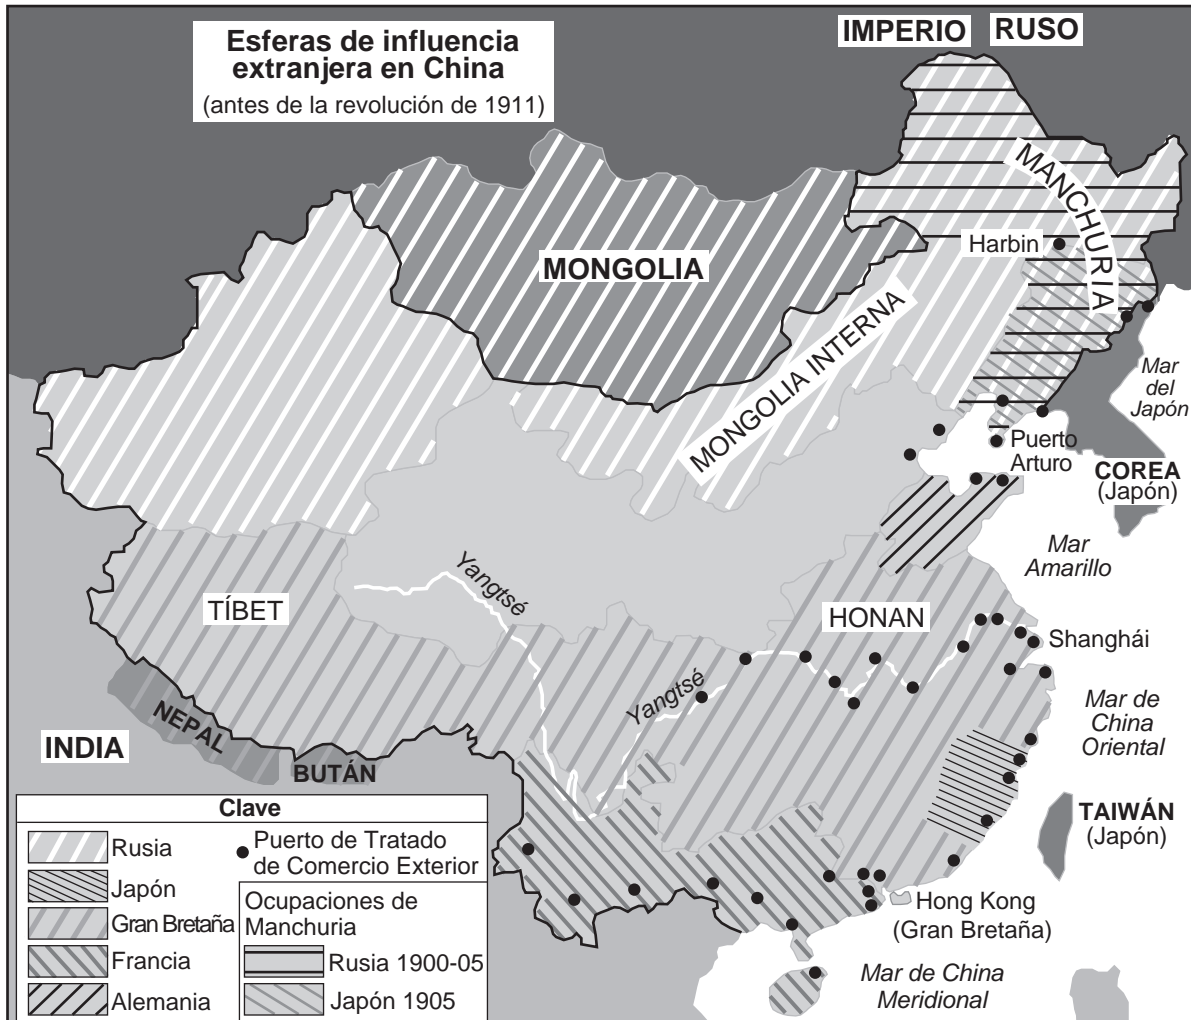 Esferas de influencia
extranjera en China
(antes de la revolución de 1911)
IMPERIO RUSO
MANCHURIA
Harbin
MONGOLIA
MONGOLIA INTERNA
Mar
del
Japón
Puerto
Arturo
COREA
(Japón)
Mar
Amarillo
Yangtsé
TÍBET
HONAN
Shanghái
Yangtsé
Mar de
China
Oriental
NEPAL
INDIA
BUTÁN
TAIWÁN
(Japón)
Hong Kong
(Gran Bretaña)
Mar de China
Meridional
Clave
Rusia
Japón
Gran Bretaña
Francia
Alemania
Puerto de Tratado
de Comercio Exterior
Ocupaciones de
Manchuria
Rusia 1900-05
Japón 1905